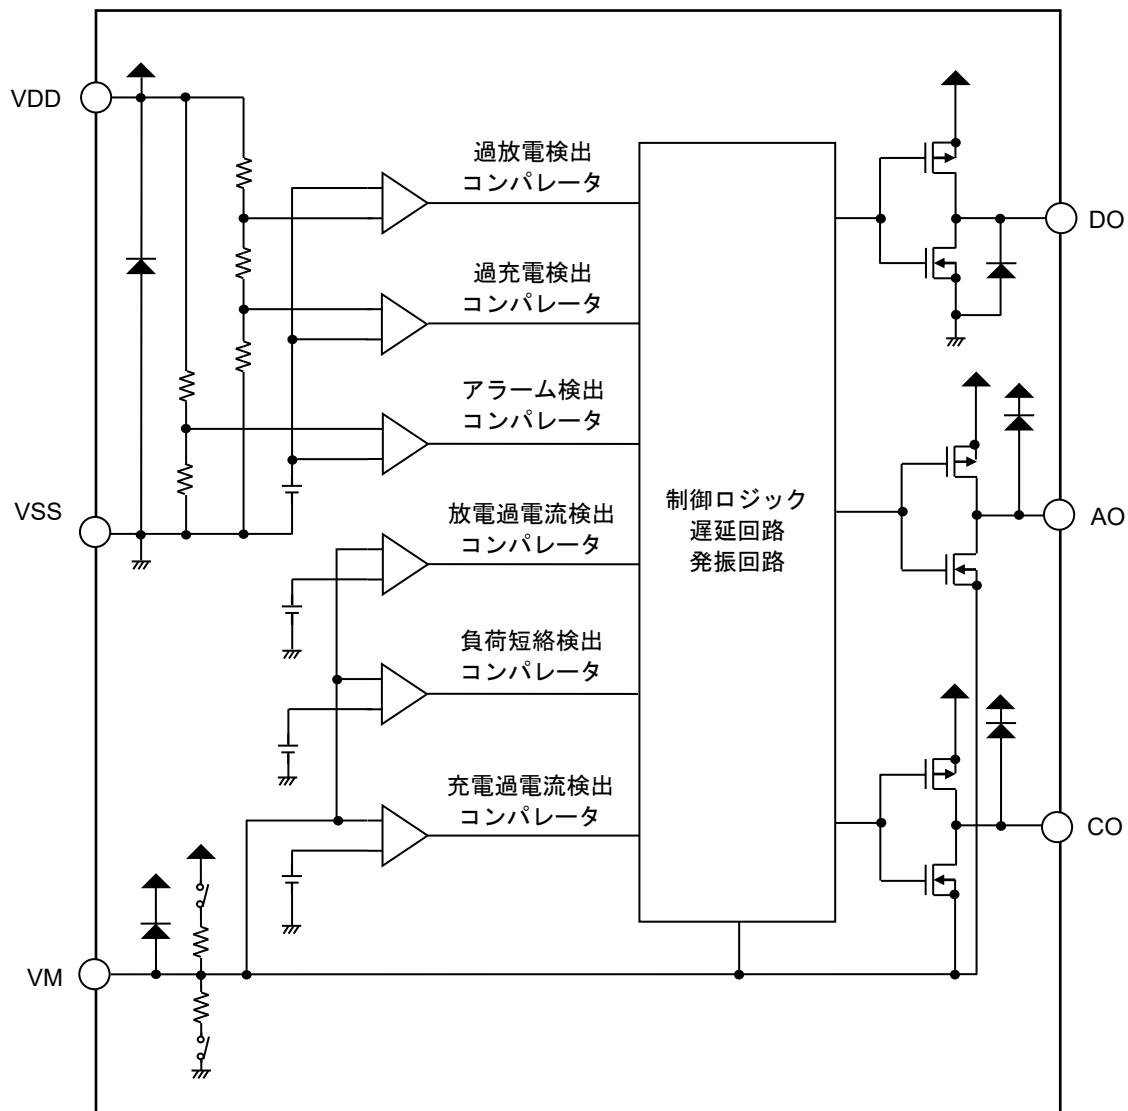 VDD
過放電検出
コンパレータ
DO
過充電検出
コンパレータ
アラーム検出
コンパレータ
VSS
放電過電流検出
コンパレータ
制御ロジック
遅延回路
発振回路
AO
負荷短絡検出
コンパレータ
充電過電流検出
コンパレータ
CO
VM